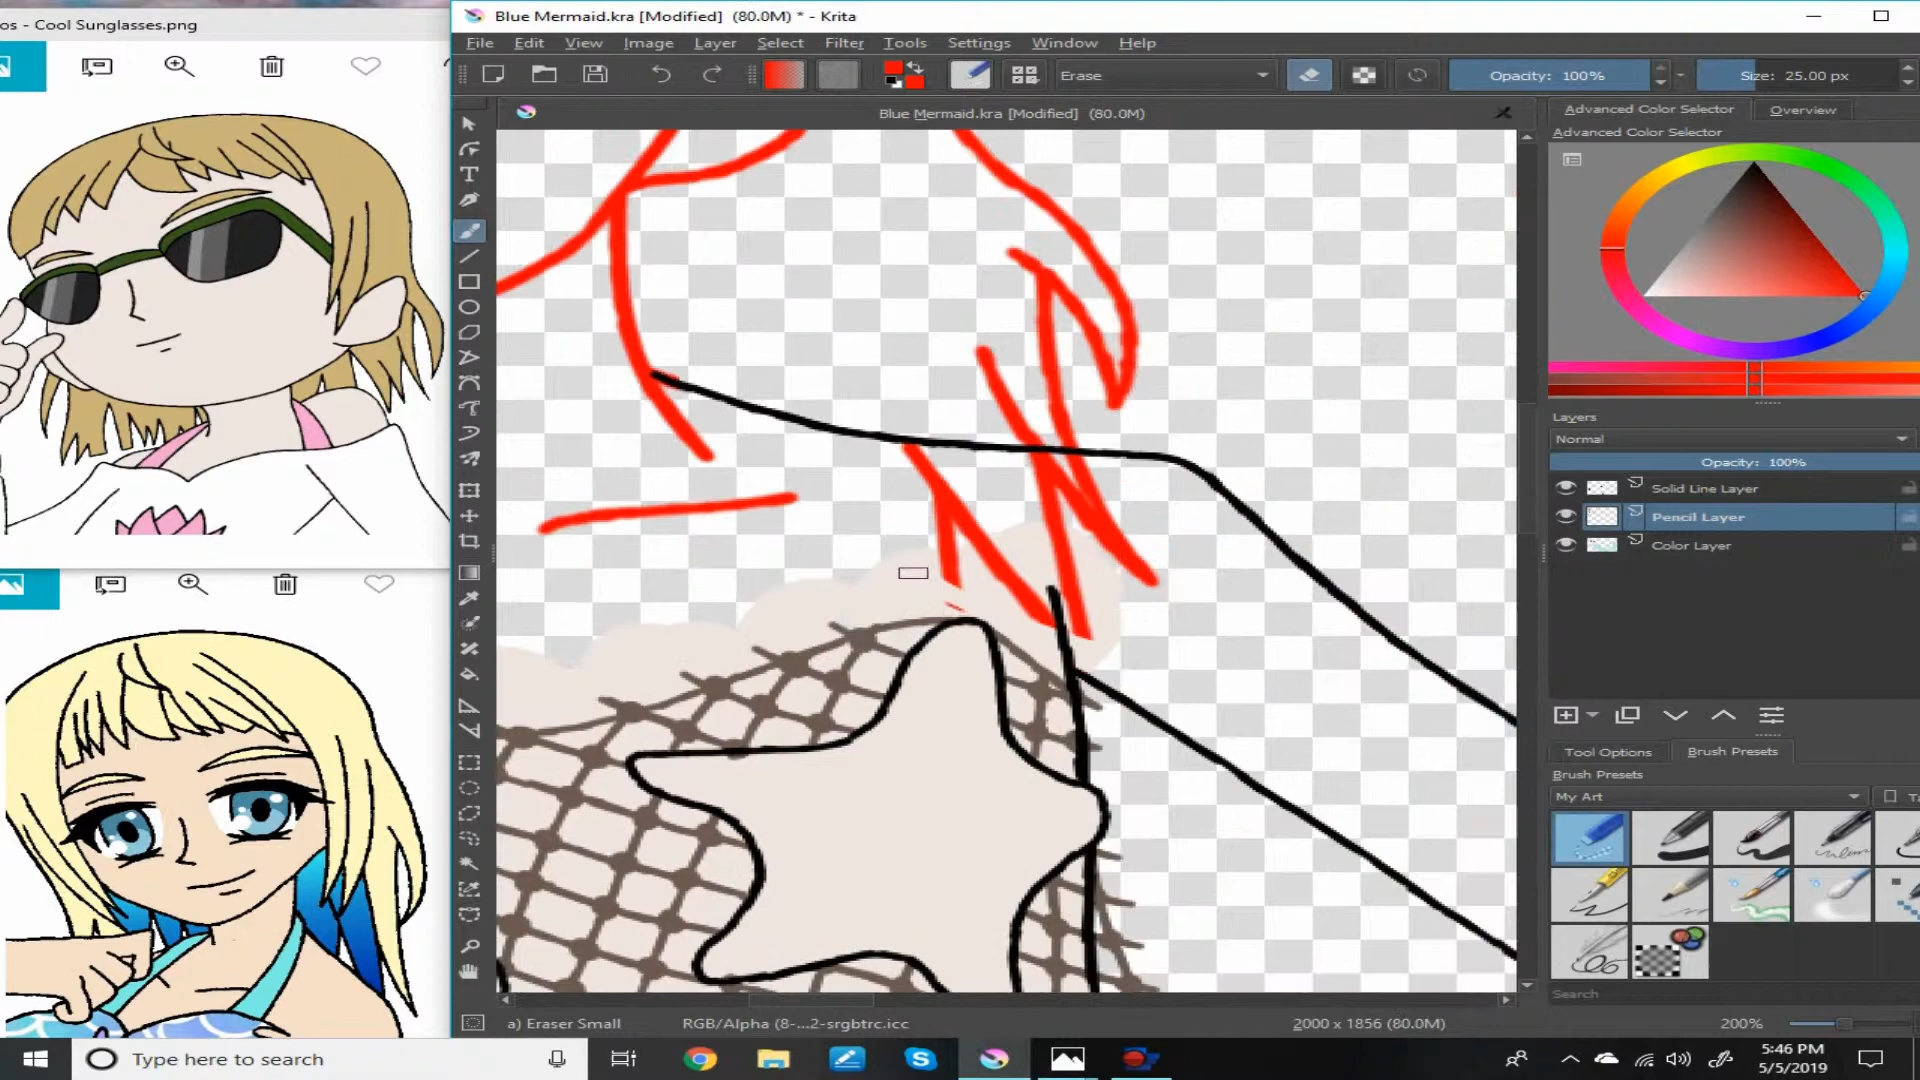 os - Cool Sunglasses.png
Blue Mermaid.kra [Modified]  (80.0M) * - Krita
File Edit View Image Layer Select Filter Tools Settings Window Help
Erase
Opacity: 100%
Size: 25.00 px
Blue Mermaid.kra [Modified]  (80.0M)
Advanced Color Selector
Overview
Advanced Color Selector
Layers
Normal
Opacity: 100%
Solid Line Layer
Pencil Layer
Color Layer
Tool Options
Brush Presets
Brush Presets
My Art
Ta
Search
a) Eraser Small
RGB/Alpha (8-...2-srgbtrc.icc
2000 x 1856 (80.0M)
200%
Type here to search
5:46 PM
5/5/2019